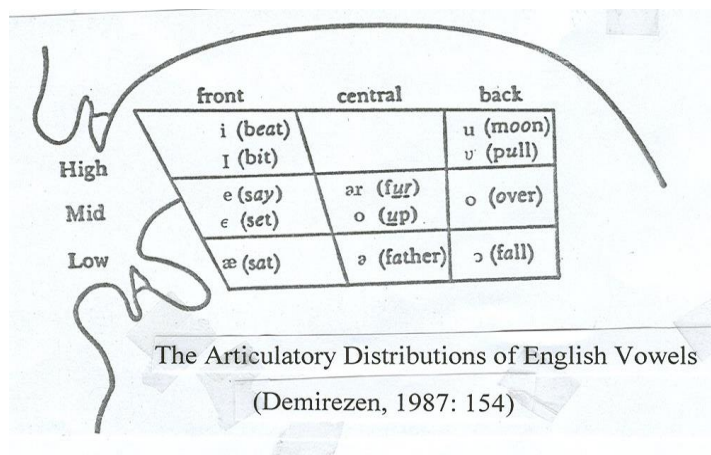 front central back
i (beat) u (moon)
I (bit) ʋ (pull)
High
e (say) ər (fur) o (over)
Mid
ϵ (set) o (up)
Low
æ (sat) ə (father) ɔ (fall)
The Articulatory Distributions of English Vowels
(Demirezen, 1987: 154)